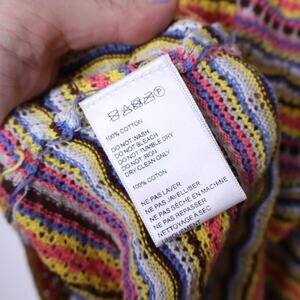 P
100% COTTON
DO NOT WASH
DO NOT BLEACH
DO NOT TUMBLE DRY
DO NOT IRON
DRY CLEAN ONLY
100% COTON
NE PAS LAVER
NE PAS JAVELLISER
NE PAS SÉCHER EN MACHINE
NE PAS REPASSER
NETTOYAGE À SEC